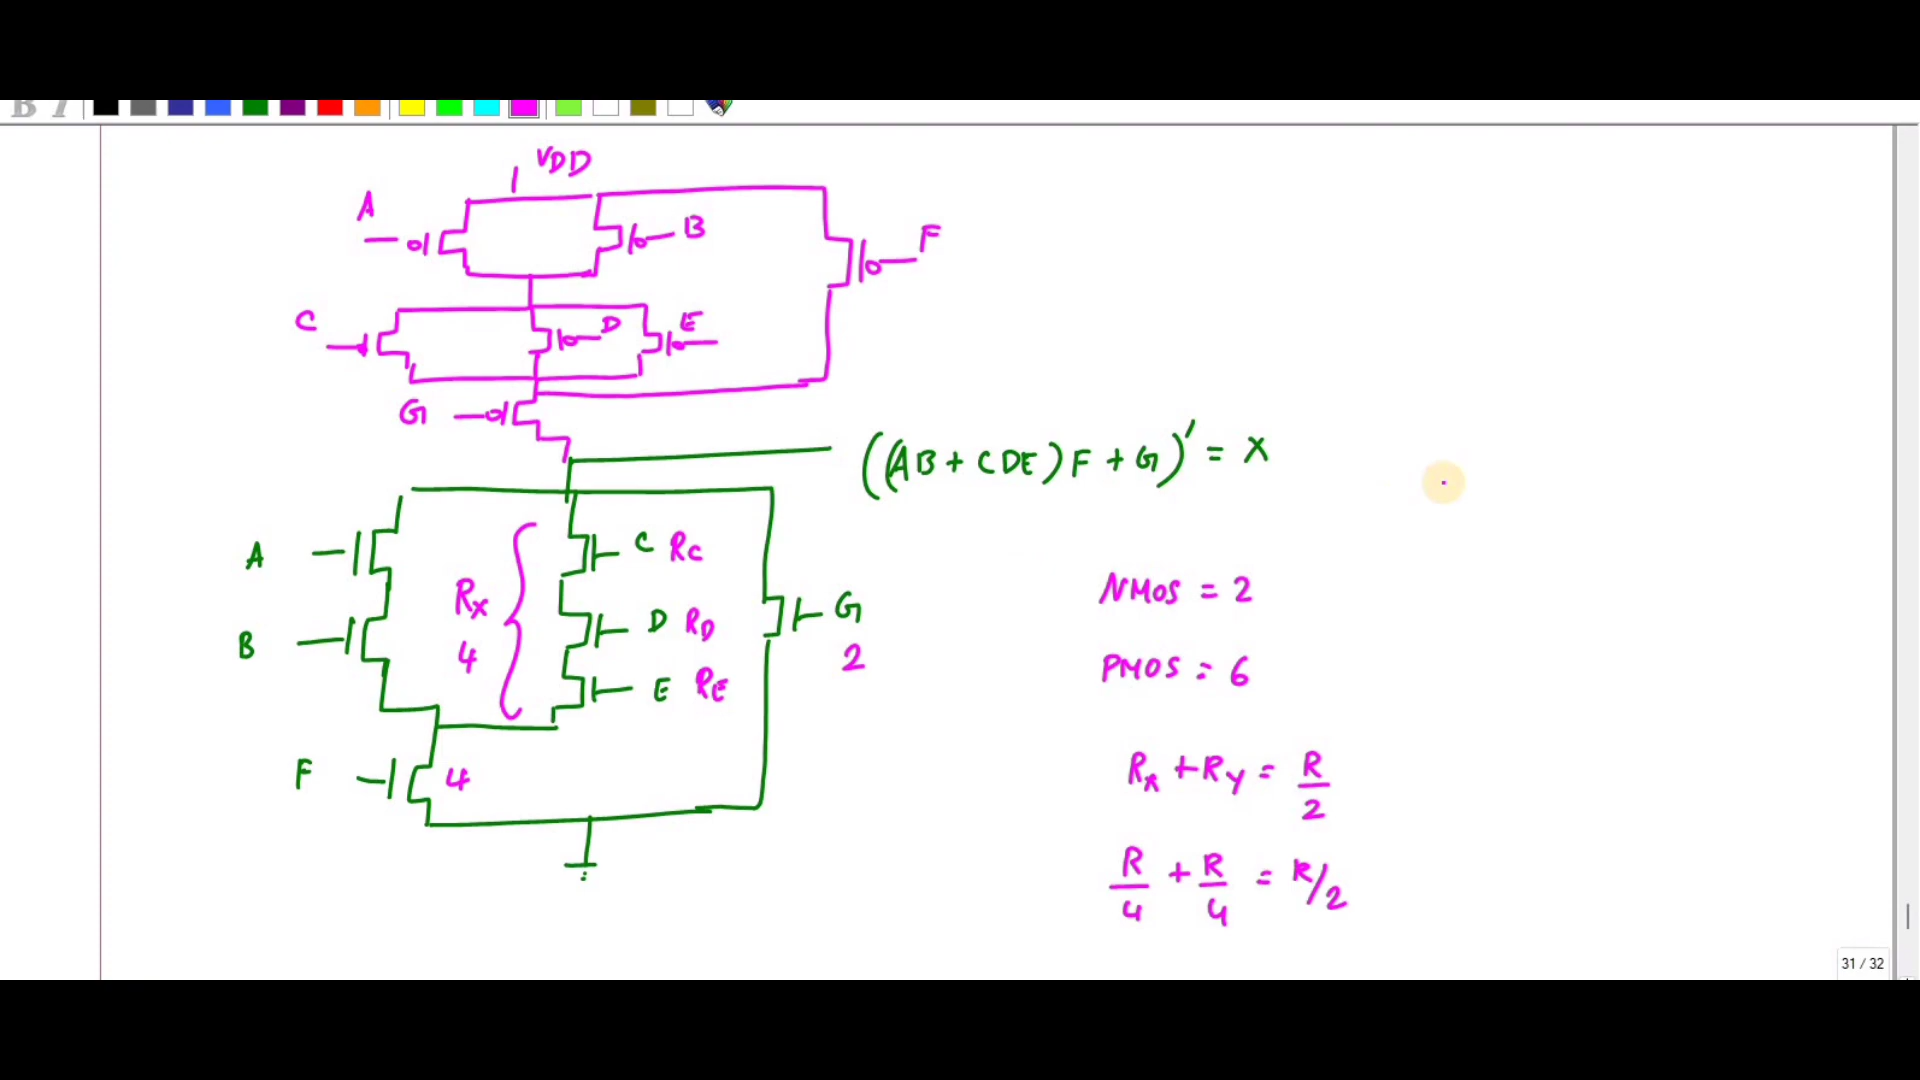 B I
VDD
A
B
F
C
D
E
G
((AB + CDE)F + G)' = X
A
C RC
NMOS = 2
RX
4
D RD
G
2
B
E RE
PMOS = 6
F
4
RX + RY = R/2
R/4 + R/4 = R/2
31 / 32